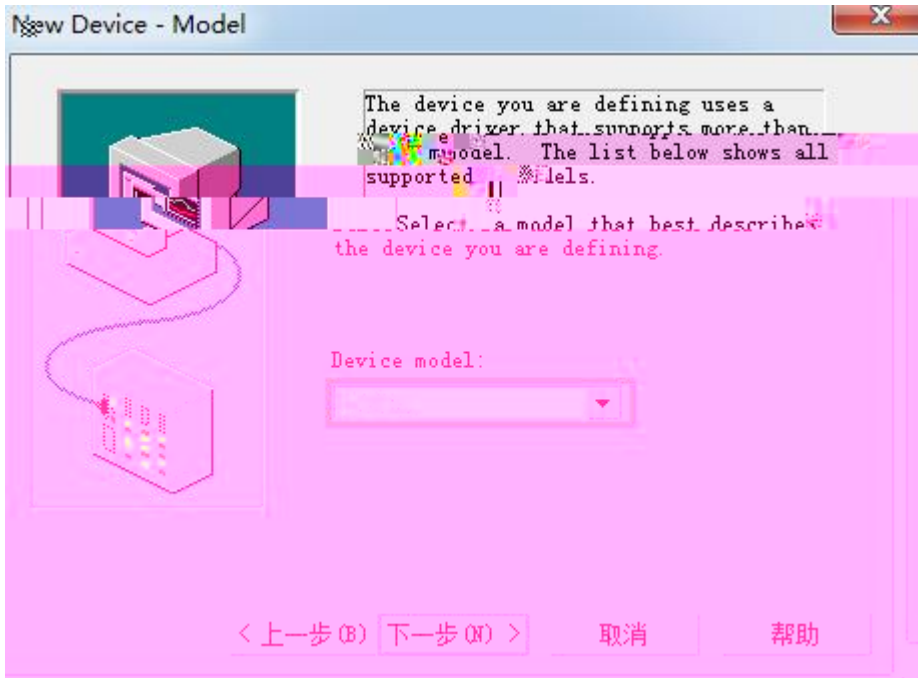 New Device - Model
The device you are defining uses a
device driver that supports more than
The list below shows all
supported
Select a model that best describes
the device you are defining.
Device model:
< 上一步(B) 下一步(N) > 取消 帮助